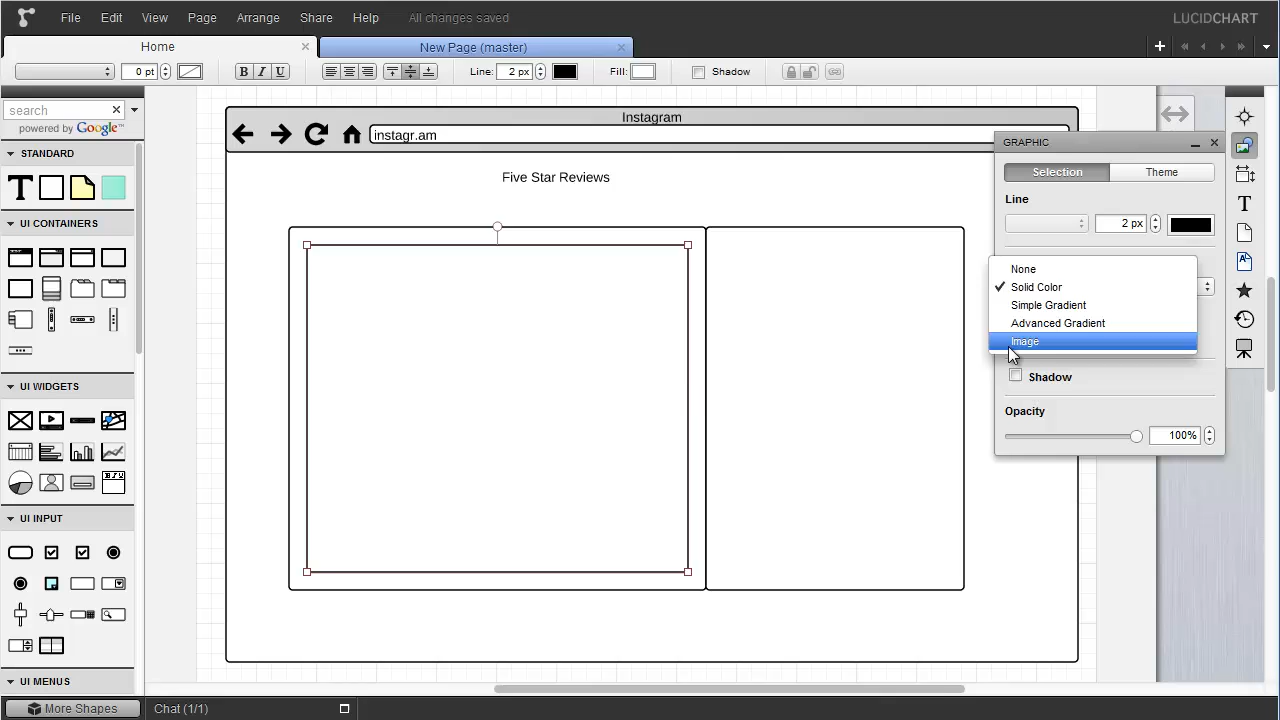 File Edit View Page Arrange Share Help All changes saved LUCIDCHART
Home New Page (master)
0 pt B I U Line: 2 px Fill: Shadow
search
powered by Google™
STANDARD
T
UI CONTAINERS
UI WIDGETS
UI INPUT
UI MENUS
More Shapes Chat (1/1)
Instagram
instagr.am
Five Star Reviews
GRAPHIC
Selection Theme
Line
2 px
None
Solid Color
Simple Gradient
Advanced Gradient
Image
Shadow
Opacity
100%
T
A